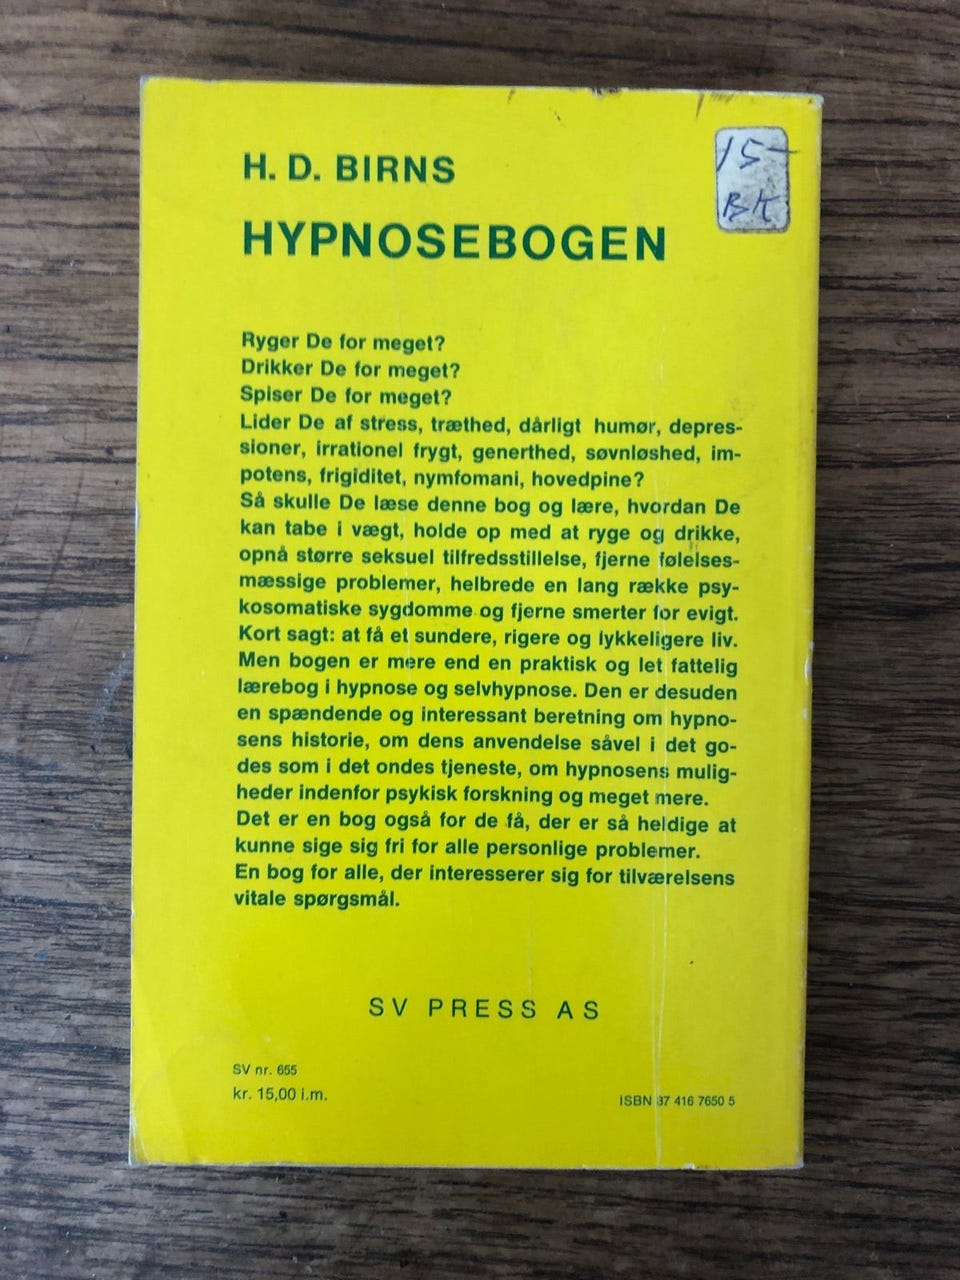 H. D. BIRNS
15-
BK
HYPNOSEBOGEN
Ryger De for meget?
Drikker De for meget?
Spiser De for meget?
Lider De af stress, træthed, dårligt humør, depres-
sioner, irrationel frygt, generthed, søvnløshed, im-
potens, frigiditet, nymfomani, hovedpine?
Så skulle De læse denne bog og lære, hvordan De
kan tabe i vægt, holde op med at ryge og drikke,
opnå større seksuel tilfredsstillelse, fjerne følelses-
mæssige problemer, helbrede en lang række psy-
kosomatiske sygdomme og fjerne smerter for evigt.
Kort sagt: at få et sundere, rigere og lykkeligere liv.
Men bogen er mere end en praktisk og let fattelig
lærebog i hypnose og selvhypnose. Den er desuden
en spændende og interessant beretning om hypno-
sens historie, om dens anvendelse såvel i det go-
des som i det ondes tjeneste, om hypnosens mulig-
heder indenfor psykisk forskning og meget mere.
Det er en bog også for de få, der er så heldige at
kunne sige sig fri for alle personlige problemer.
En bog for alle, der interesserer sig for tilværelsens
vitale spørgsmål.
SV PRESS AS
SV nr. 655
kr. 15,00 i.m.
ISBN 87 416 7650 5